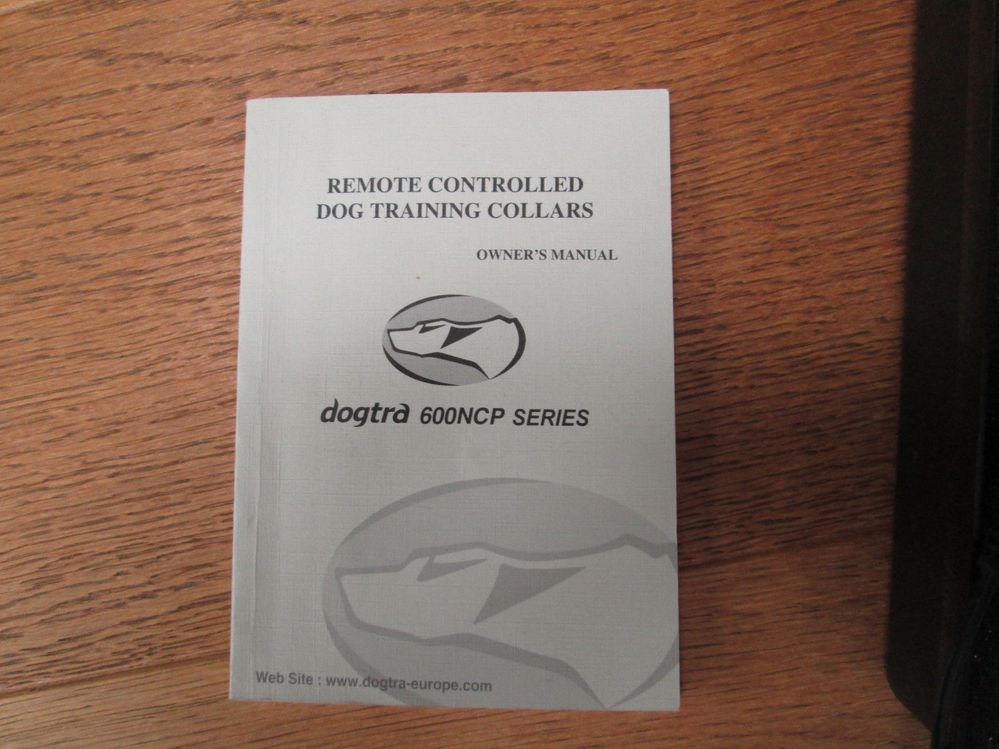 REMOTE CONTROLLED
DOG TRAINING COLLARS
OWNER'S MANUAL
dogtra 600NCP SERIES
Web Site : www.dogtra-europe.com